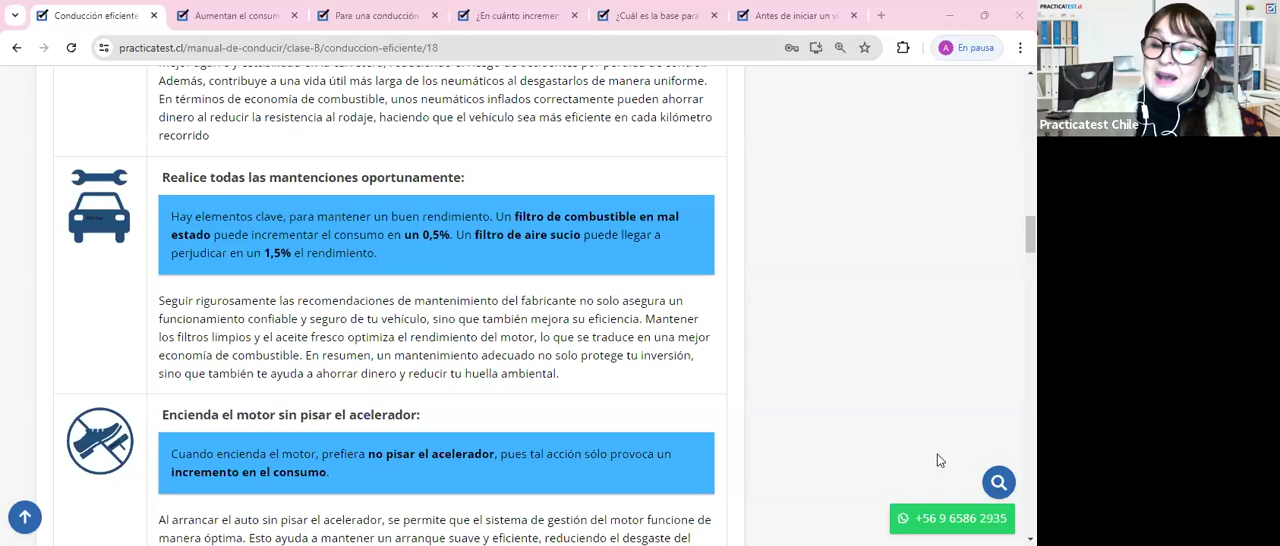 Conducción eficiente
Aumentan el consum
Para una conducción
¿En cuánto incremen
¿Cuál es la base para
Antes de iniciar un v
practicatest.cl/manual-de-conducir/clase-B/conduccion-eficiente/18
A
En pausa
PRACTICATEST.cl
Practicatest Chile
Además, contribuye a una vida útil más larga de los neumáticos al desgastarlos de manera uniforme.
En términos de economía de combustible, unos neumáticos inflados correctamente pueden ahorrar
dinero al reducir la resistencia al rodaje, haciendo que el vehículo sea más eficiente en cada kilómetro
recorrido
Realice todas las mantenciones oportunamente:
Hay elementos clave, para mantener un buen rendimiento. Un filtro de combustible en mal
estado puede incrementar el consumo en un 0,5%. Un filtro de aire sucio puede llegar a
perjudicar en un 1,5% el rendimiento.
Seguir rigurosamente las recomendaciones de mantenimiento del fabricante no solo asegura un
funcionamiento confiable y seguro de tu vehículo, sino que también mejora su eficiencia. Mantener
los filtros limpios y el aceite fresco optimiza el rendimiento del motor, lo que se traduce en una mejor
economía de combustible. En resumen, un mantenimiento adecuado no solo protege tu inversión,
sino que también te ayuda a ahorrar dinero y reducir tu huella ambiental.
Encienda el motor sin pisar el acelerador:
Cuando encienda el motor, prefiera no pisar el acelerador, pues tal acción sólo provoca un
incremento en el consumo.
Al arrancar el auto sin pisar el acelerador, se permite que el sistema de gestión del motor funcione de
manera óptima. Esto ayuda a mantener un arranque suave y eficiente, reduciendo el desgaste del
+56 9 6586 2935